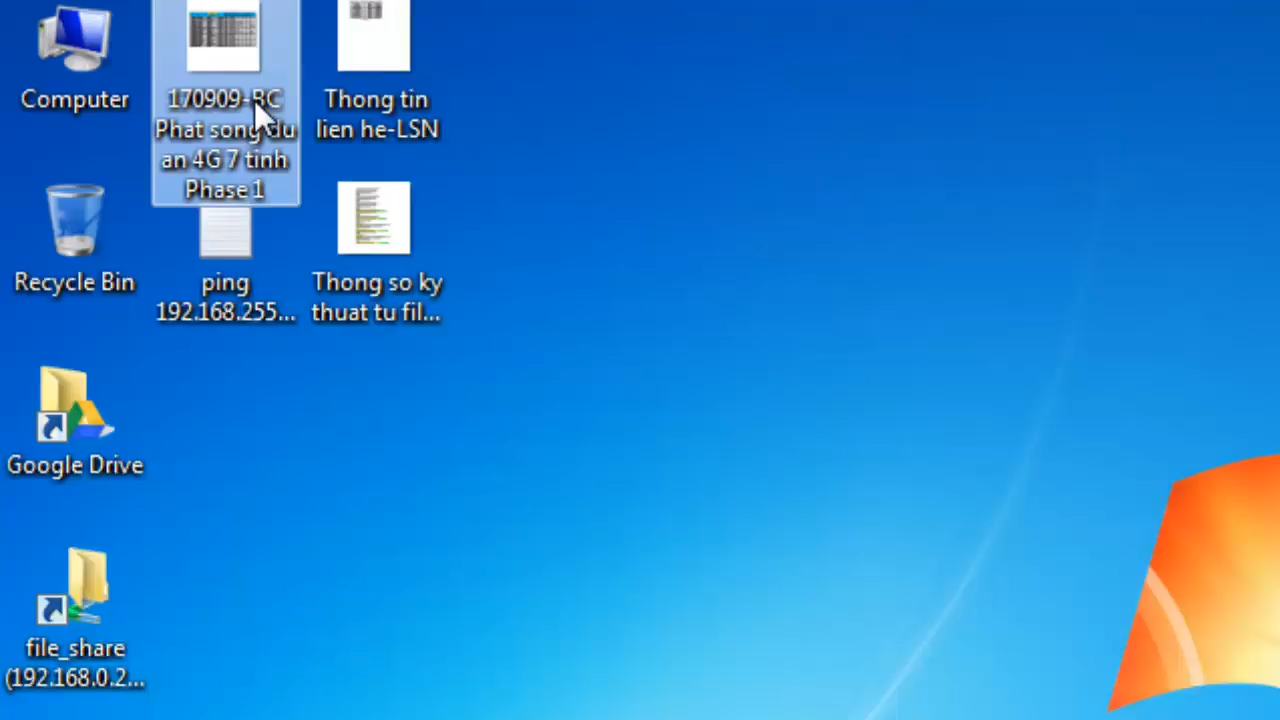 Computer
170909-BC
Phat song du
an 4G 7 tinh
Phase 1
Thong tin
lien he-LSN
Recycle Bin
ping
192.168.255...
Thong so ky
thuat tu fil...
Google Drive
file_share
(192.168.0.2...